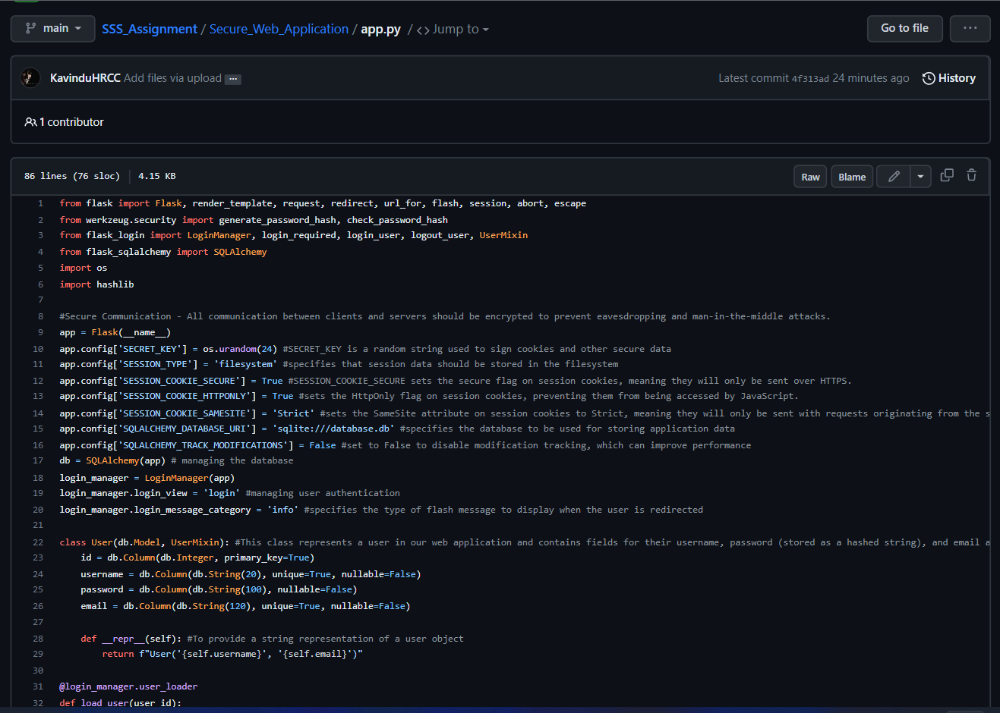 main
SSS_Assignment / Secure_Web_Application / app.py / <> Jump to
Go to file
...
KavinduHRCC Add files via upload ...
Latest commit 4f313ad 24 minutes ago History
1 contributor
86 lines (76 sloc) 4.15 KB
Raw Blame
1 from flask import Flask, render_template, request, redirect, url_for, flash, session, abort, escape
2 from werkzeug.security import generate_password_hash, check_password_hash
3 from flask_login import LoginManager, login_required, login_user, logout_user, UserMixin
4 from flask_sqlalchemy import SQLAlchemy
5 import os
6 import hashlib
7
8 #Secure Communication - All communication between clients and servers should be encrypted to prevent eavesdropping and man-in-the-middle attacks.
9 app = Flask(__name__)
10 app.config['SECRET_KEY'] = os.urandom(24) #SECRET_KEY is a random string used to sign cookies and other secure data
11 app.config['SESSION_TYPE'] = 'filesystem' #specifies that session data should be stored in the filesystem
12 app.config['SESSION_COOKIE_SECURE'] = True #SESSION_COOKIE_SECURE sets the secure flag on session cookies, meaning they will only be sent over HTTPS.
13 app.config['SESSION_COOKIE_HTTPONLY'] = True #sets the HttpOnly flag on session cookies, preventing them from being accessed by JavaScript.
14 app.config['SESSION_COOKIE_SAMESITE'] = 'Strict' #sets the SameSite attribute on session cookies to Strict, meaning they will only be sent with requests originating from the s
15 app.config['SQLALCHEMY_DATABASE_URI'] = 'sqlite:///database.db' #specifies the database to be used for storing application data
16 app.config['SQLALCHEMY_TRACK_MODIFICATIONS'] = False #set to False to disable modification tracking, which can improve performance
17 db = SQLAlchemy(app) # managing the database
18 login_manager = LoginManager(app)
19 login_manager.login_view = 'login' #managing user authentication
20 login_manager.login_message_category = 'info' #specifies the type of flash message to display when the user is redirected
21
22 class User(db.Model, UserMixin): #This class represents a user in our web application and contains fields for their username, password (stored as a hashed string), and email a
23 id = db.Column(db.Integer, primary_key=True)
24 username = db.Column(db.String(20), unique=True, nullable=False)
25 password = db.Column(db.String(100), nullable=False)
26 email = db.Column(db.String(120), unique=True, nullable=False)
27
28 def __repr__(self): #To provide a string representation of a user object
29 return f"User('{self.username}', '{self.email}')"
30
31 @login_manager.user_loader
32 def load_user(user_id):